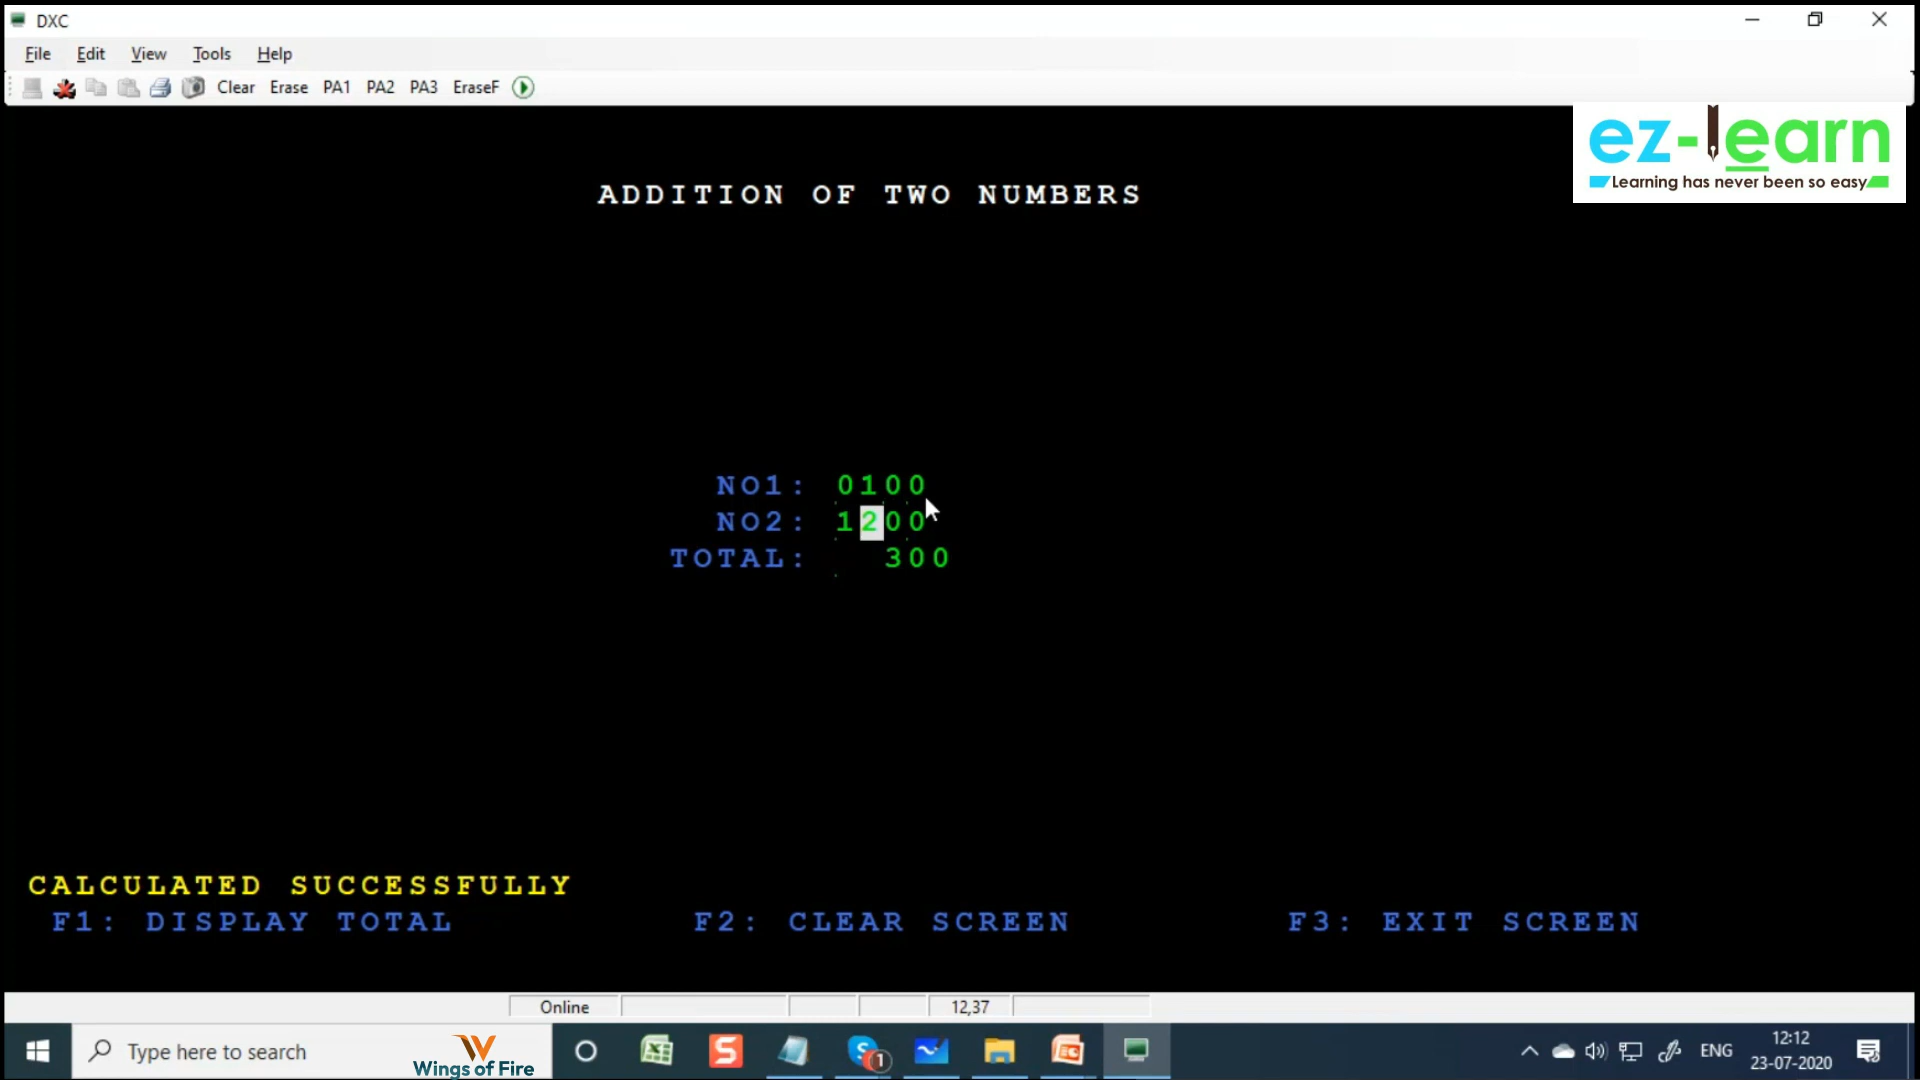 DXC
File Edit View Tools Help
Clear Erase PA1 PA2 PA3 EraseF
ez-learn
Learning has never been so easy
ADDITION OF TWO NUMBERS
NO1: 0100
NO2: 1200
TOTAL: 300
CALCULATED SUCCESSFULLY
F1: DISPLAY TOTAL F2: CLEAR SCREEN F3: EXIT SCREEN
Online 12,37
Type here to search
Wings of Fire
S
S 1
ENG
12:12
23-07-2020